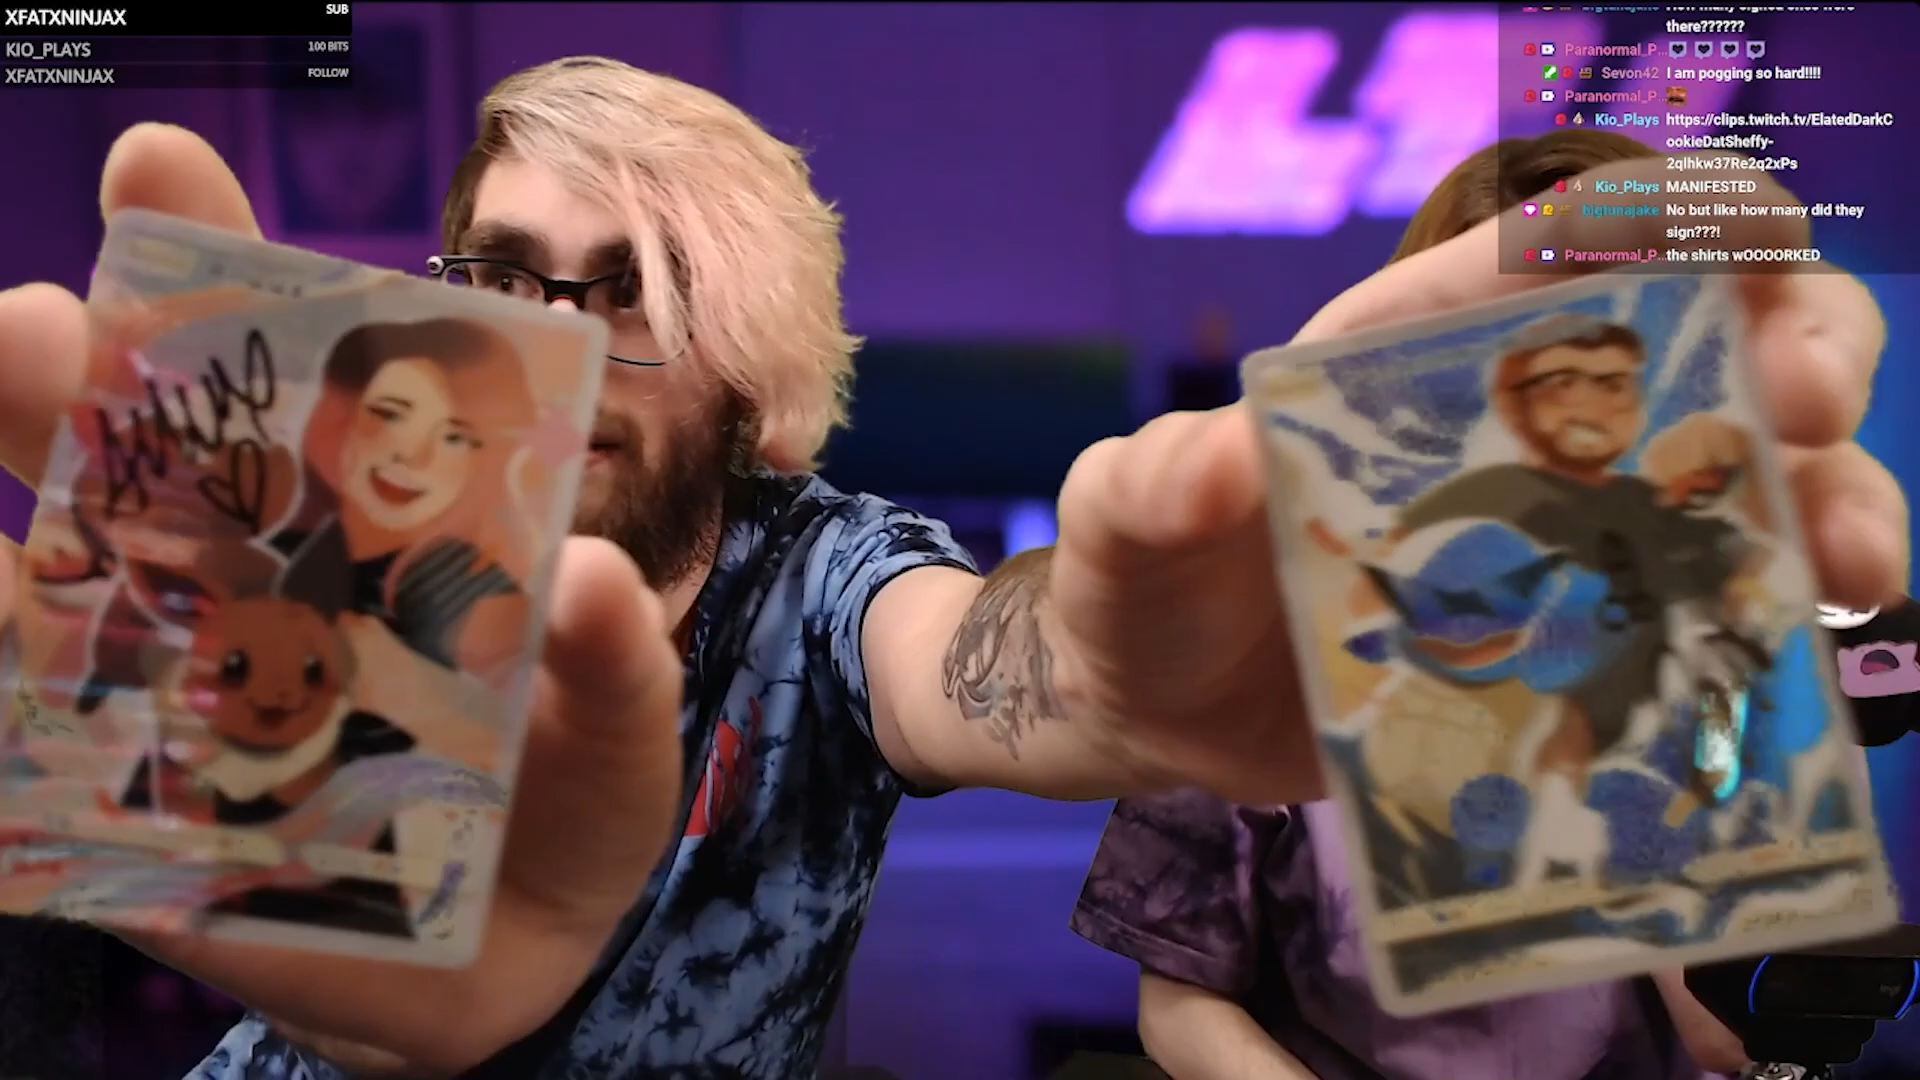 XFATXNINJAX SUB
KIO_PLAYS 100 BITS
XFATXNINJAX FOLLOW
there??????
Paranormal_P...
Sevon42 I am pogging so hard!!!!
Paranormal_P...
Kio_Plays https://clips.twitch.tv/ElatedDarkC
ookieDatSheffy-
2qlhkw37Re2q2xPs
Kio_Plays MANIFESTED
bigtunajake No but like how many did they
sign???!
Paranormal_P... the shirts wOOOORKED